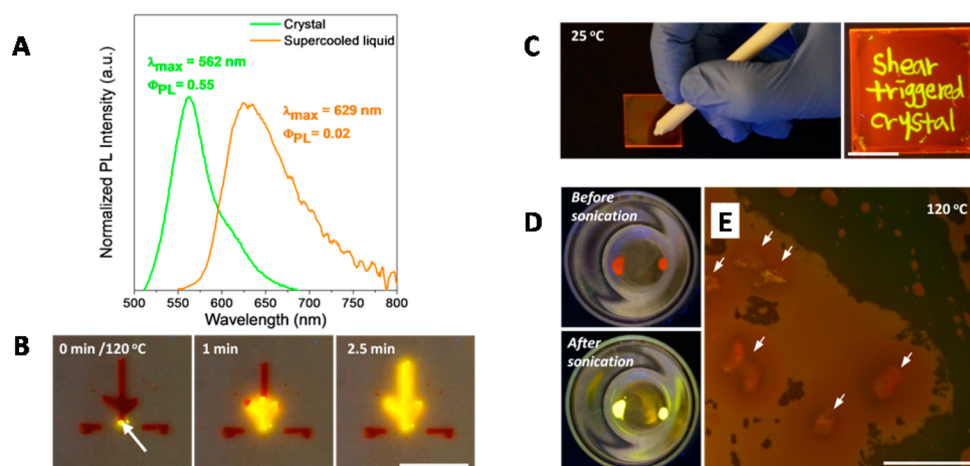 A
Crystal
Supercooled liquid
λmax = 562 nm
ΦPL = 0.55
λmax = 629 nm
ΦPL = 0.02
Normalized PL Intensity (a.u.)
500 550 600 650 700 750 800
Wavelength (nm)
B
0 min /120 °C
1 min
2.5 min
C
25 °C
Shear
triggered
crystal
D
Before
sonication
After
sonication
E
120 °C